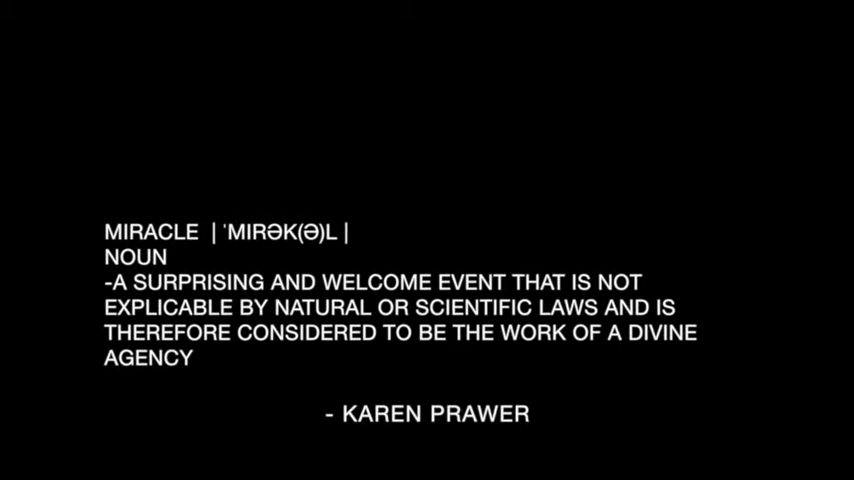 MIRACLE | ˈMIRƏK(Ə)L |
NOUN
-A SURPRISING AND WELCOME EVENT THAT IS NOT
EXPLICABLE BY NATURAL OR SCIENTIFIC LAWS AND IS
THEREFORE CONSIDERED TO BE THE WORK OF A DIVINE
AGENCY
- KAREN PRAWER